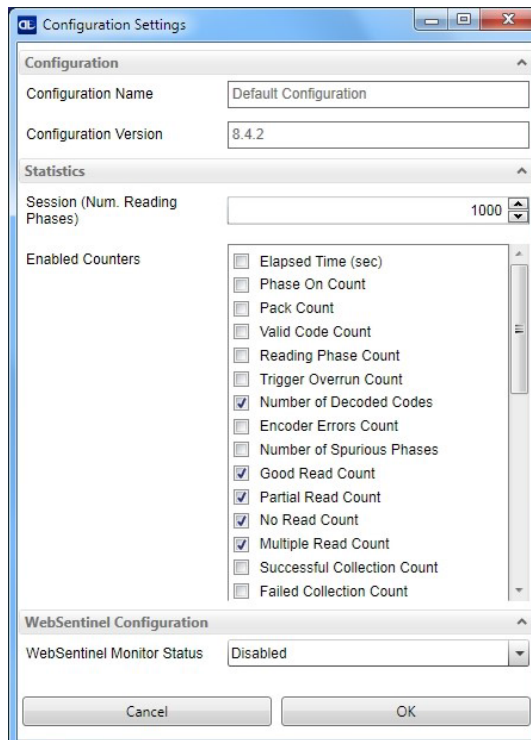 DL Configuration Settings
Configuration
Configuration Name Default Configuration
Configuration Version 8.4.2
Statistics
Session (Num. Reading
Phases)
1000
Enabled Counters
Elapsed Time (sec)
Phase On Count
Pack Count
Valid Code Count
Reading Phase Count
Trigger Overrun Count
Number of Decoded Codes
Encoder Errors Count
Number of Spurious Phases
Good Read Count
Partial Read Count
No Read Count
Multiple Read Count
Successful Collection Count
Failed Collection Count
WebSentinel Configuration
WebSentinel Monitor Status Disabled
Cancel OK